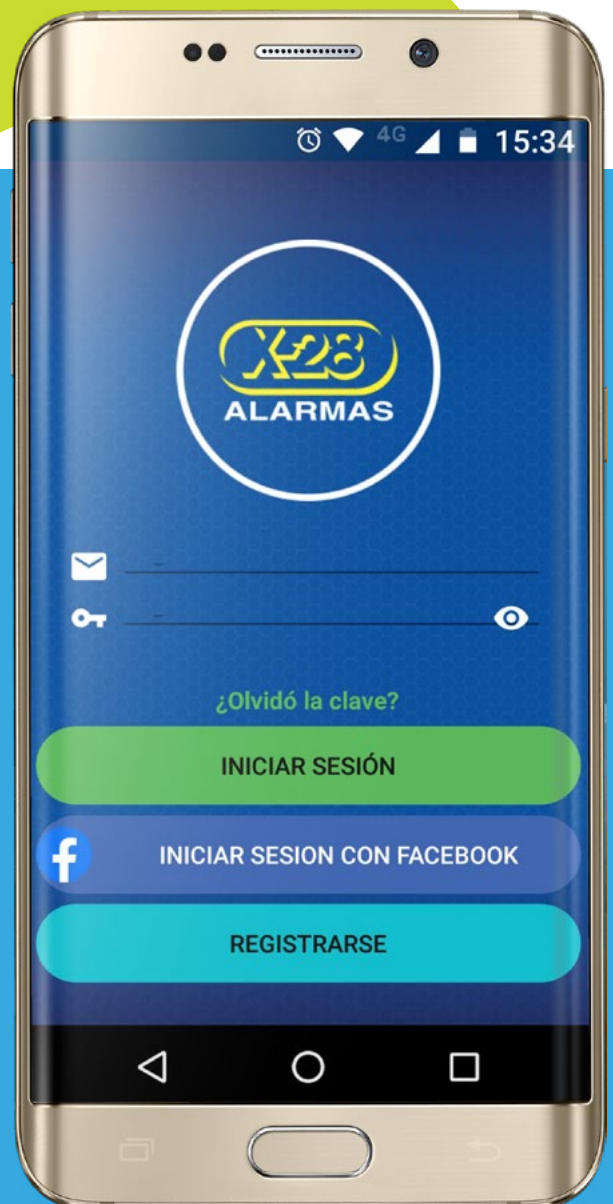 4G 15:34
X-28
ALARMAS
¿Olvidó la clave?
INICIAR SESIÓN
INICIAR SESION CON FACEBOOK
REGISTRARSE